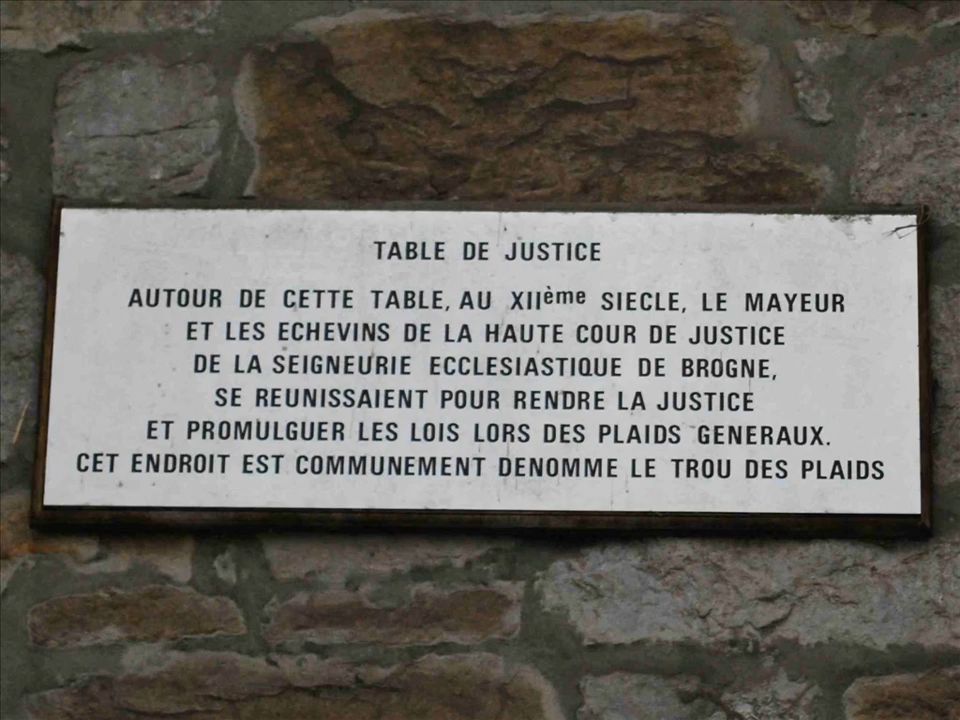 TABLE DE JUSTICE
AUTOUR DE CETTE TABLE, AU XIIème SIECLE, LE MAYEUR
ET LES ECHEVINS DE LA HAUTE COUR DE JUSTICE
DE LA SEIGNEURIE ECCLESIASTIQUE DE BROGNE,
SE REUNISSAIENT POUR RENDRE LA JUSTICE
ET PROMULGUER LES LOIS LORS DES PLAIDS GENERAUX.
CET ENDROIT EST COMMUNEMENT DENOMME LE TROU DES PLAIDS